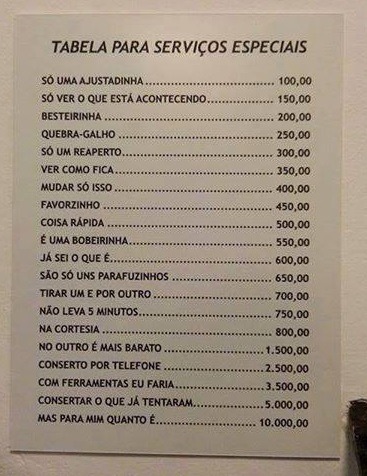 TABELA PARA SERVIÇOS ESPECIAIS
SÓ UMA AJUSTADINHA.............................. 100,00
SÓ VER O QUE ESTÁ ACONTECENDO............... 150,00
BESTEIRINHA........................................... 200,00
QUEBRA-GALHO ....................................... 250,00
SÓ UM REAPERTO..................................... 300,00
VER COMO FICA....................................... 350,00
MUDAR SÓ ISSO ....................................... 400,00
FAVORZINHO .......................................... 450,00
COISA RÁPIDA ......................................... 500,00
É UMA BOBEIRINHA................................... 550,00
JÁ SEI O QUE É........................................ 600,00
SÃO SÓ UNS PARAFUZINHOS ....................... 650,00
TIRAR UM E POR OUTRO ............................ 700,00
NÃO LEVA 5 MINUTOS................................ 750,00
NA CORTESIA .......................................... 800,00
NO OUTRO É MAIS BARATO ........................1.500,00
CONSERTO POR TELEFONE .........................2.500,00
COM FERRAMENTAS EU FARIA.....................3.500,00
CONSERTAR O QUE JÁ TENTARAM.................5.000,00
MAS PARA MIM QUANTO É......................... 10.000,00